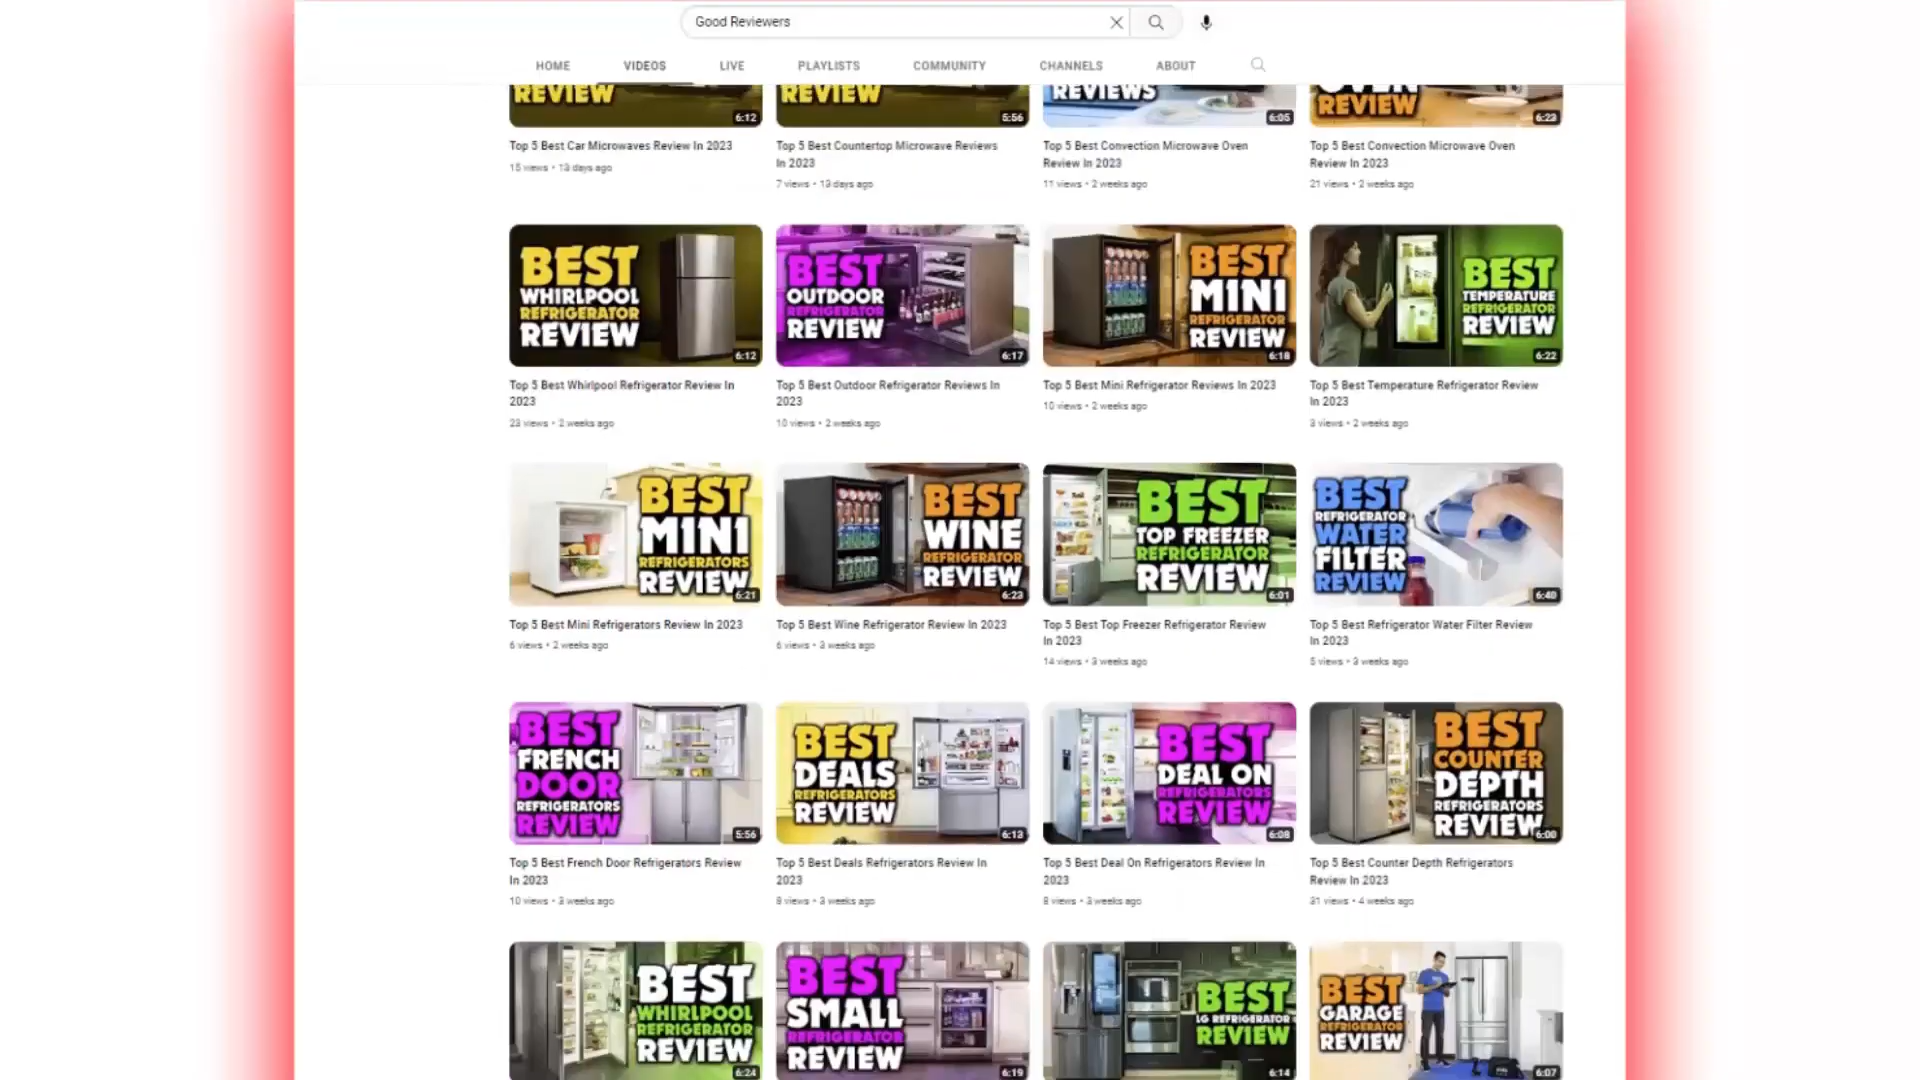 Good Reviewers
HOME VIDEOS LIVE PLAYLISTS COMMUNITY CHANNELS ABOUT
REVIEW
6:12
REVIEW
5:56
REVIEWS
6:05
OVEN
REVIEW
6:23
Top 5 Best Car Microwaves Review In 2023
15 views • 13 days ago
Top 5 Best Countertop Microwave Reviews
In 2023
7 views • 13 days ago
Top 5 Best Convection Microwave Oven
Review In 2023
11 views • 2 weeks ago
Top 5 Best Convection Microwave Oven
Review In 2023
21 views • 2 weeks ago
BEST
WHIRLPOOL
REFRIGERATOR
REVIEW
6:12
BEST
OUTDOOR
REFRIGERATOR
REVIEW
6:17
BEST
MINI
REFRIGERATOR
REVIEW
6:18
BEST
TEMPERATURE
REFRIGERATOR
REVIEW
6:22
Top 5 Best Whirlpool Refrigerator Review In
2023
23 views • 2 weeks ago
Top 5 Best Outdoor Refrigerator Reviews In
2023
10 views • 2 weeks ago
Top 5 Best Mini Refrigerator Reviews In 2023
10 views • 2 weeks ago
Top 5 Best Temperature Refrigerator Review
In 2023
3 views • 2 weeks ago
BEST
MINI
REFRIGERATORS
REVIEW
6:21
BEST
WINE
REFRIGERATOR
REVIEW
6:23
BEST
TOP FREEZER
REFRIGERATOR
REVIEW
6:01
BEST
REFRIGERATOR
WATER
FILTER
REVIEW
6:40
Top 5 Best Mini Refrigerators Review In 2023
6 views • 2 weeks ago
Top 5 Best Wine Refrigerator Review In 2023
6 views • 3 weeks ago
Top 5 Best Top Freezer Refrigerator Review
In 2023
14 views • 3 weeks ago
Top 5 Best Refrigerator Water Filter Review
In 2023
5 views • 3 weeks ago
BEST
FRENCH
DOOR
REFRIGERATORS
REVIEW
5:56
BEST
DEALS
REFRIGERATORS
REVIEW
6:13
BEST
DEAL ON
REFRIGERATORS
REVIEW
6:08
BEST
COUNTER
DEPTH
REFRIGERATORS
REVIEW
6:00
Top 5 Best French Door Refrigerators Review
In 2023
10 views • 3 weeks ago
Top 5 Best Deals Refrigerators Review In
2023
views • 3 weeks ago
Top 5 Best Deal On Refrigerators Review In
2023
8 views • 3 weeks ago
Top 5 Best Counter Depth Refrigerators
Review In 2023
31 views • 4 weeks ago
BEST
WHIRLPOOL
REFRIGERATOR
REVIEW
6:24
BEST
SMALL
REFRIGERATOR
REVIEW
6:19
BEST
LG REFRIGERATOR
REVIEW
6:14
BEST
GARAGE
REFRIGERATOR
REVIEW
6:07